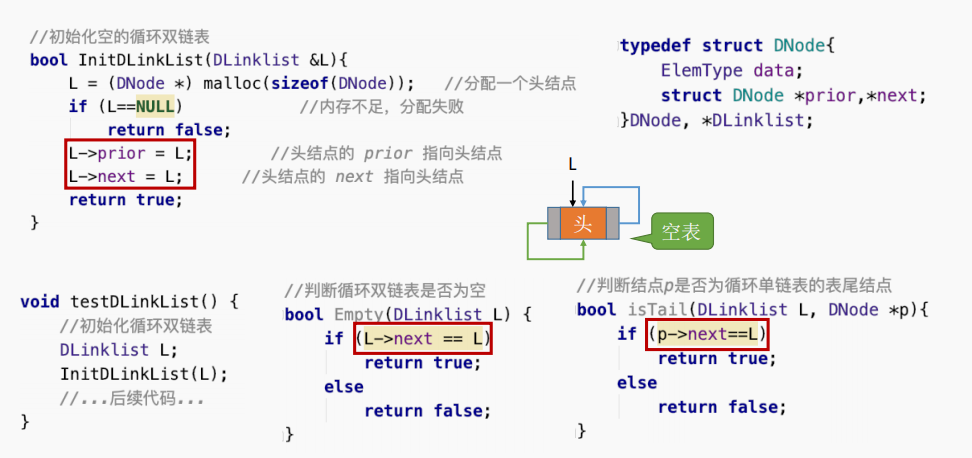 //初始化空的循环双链表
bool InitDLinkList(DLinklist &L){
    L = (DNode *) malloc(sizeof(DNode));   //分配一个头结点
    if (L==NULL)            //内存不足，分配失败
        return false;
    L->prior = L;        //头结点的 prior 指向头结点
    L->next = L;      //头结点的 next 指向头结点
    return true;
}
typedef struct DNode{
    ElemType data;
    struct DNode *prior,*next;
}DNode, *DLinklist;
L
头
空表
void testDLinkList() {
    //初始化循环双链表
    DLinklist L;
    InitDLinkList(L);
    //...后续代码...
}
//判断循环双链表是否为空
bool Empty(DLinklist L) {
    if (L->next == L)
        return true;
    else
        return false;
}
//判断结点p是否为循环单链表的表尾结点
bool isTail(DLinklist L, DNode *p){
    if (p->next==L)
        return true;
    else
        return false;
}